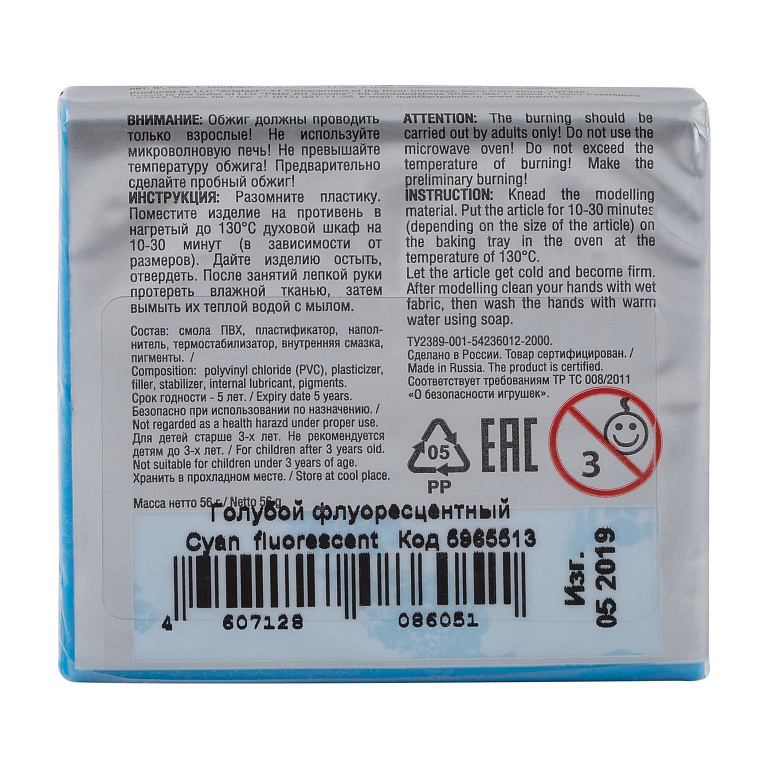 Produced by LLC "Artefact", 41 Embankment of the River
ВНИМАНИЕ: Обжиг должны проводить
только взрослые! Не используйте
микроволновую печь! Не превышайте
температуру обжига! Предварительно
сделайте пробный обжиг!
ИНСТРУКЦИЯ: Разомните пластику.
Поместите изделие на противень в
нагретый до 130°С духовой шкаф на
10-30 минут (в зависимости от
размеров). Дайте изделию остыть,
отвердеть. После занятий лепкой руки
протереть влажной тканью, затем
вымыть их теплой водой с мылом.
ATTENTION: The burning should be
carried out by adults only! Do not use the
microwave oven! Do not exceed the
temperature of burning! Make the
preliminary burning!
INSTRUCTION: Knead the modelling
material. Put the article for 10-30 minutes
(depending on the size of the article) on
the baking tray in the oven at the
temperature of 130°C.
Let the article get cold and become firm.
After modelling clean your hands with wet
fabric, then wash the hands with warm
water using soap.
Состав: смола ПВХ, пластификатор, напол-
нитель, термостабилизатор, внутренняя смазка,
пигменты. /
Composition: polyvinyl chloride (PVC), plasticizer,
filler, stabilizer, internal lubricant, pigments.
Срок годности - 5 лет. / Expiry date 5 years.
Безопасно при использовании по назначению. /
Not regarded as a health harazd under proper use.
Для детей старше 3-х лет. Не рекомендуется
детям до 3-х лет. / For children after 3 years old.
Not suitable for children under 3 years of age.
Хранить в прохладном месте. / Store at cool place.
Масса нетто 56 г / Netto 56 g
ТУ2389-001-54236012-2000.
Сделано в России. Товар сертифицирован. /
Made in Russia. The product is certified.
Соответствует требованиям ТР ТС 008/2011
«О безопасности игрушек».
05
PP
EAC
3
Голубой флуоресцентный
Cyan fluorescent Код 5965513
4 607128 086051
Изг.
05 2019